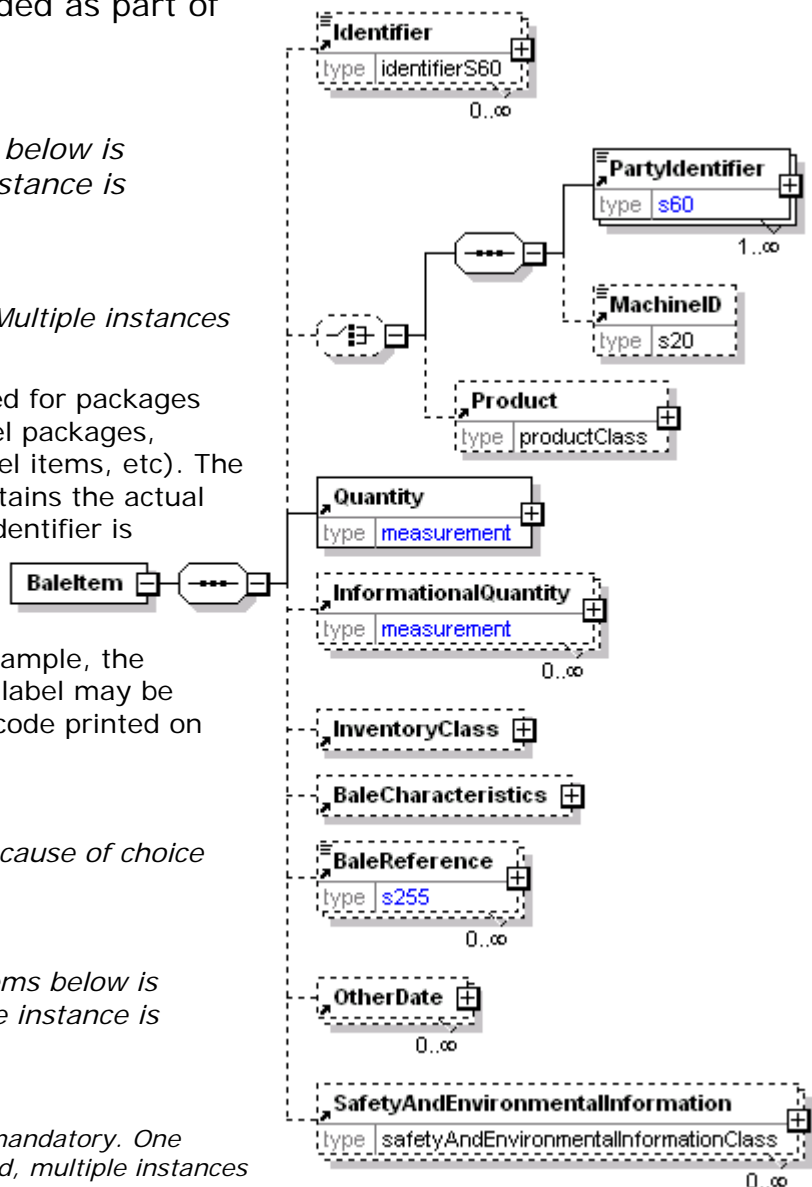 ded as part of
below is
stance is
Multiple instances
ed for packages
el packages,
el items, etc). The
tains the actual
dentifier is
ample, the
label may be
code printed on
cause of choice
ems below is
e instance is
mandatory. One
d, multiple instances
BaleItem
Identifier
type identifierS60
0..∞
PartyIdentifier
type s60
1..∞
MachineID
type s20
Product
type productClass
Quantity
type measurement
InformationalQuantity
type measurement
0..∞
InventoryClass
BaleCharacteristics
BaleReference
type s255
0..∞
OtherDate
0..∞
SafetyAndEnvironmentalInformation
type safetyAndEnvironmentalInformationClass
0..∞